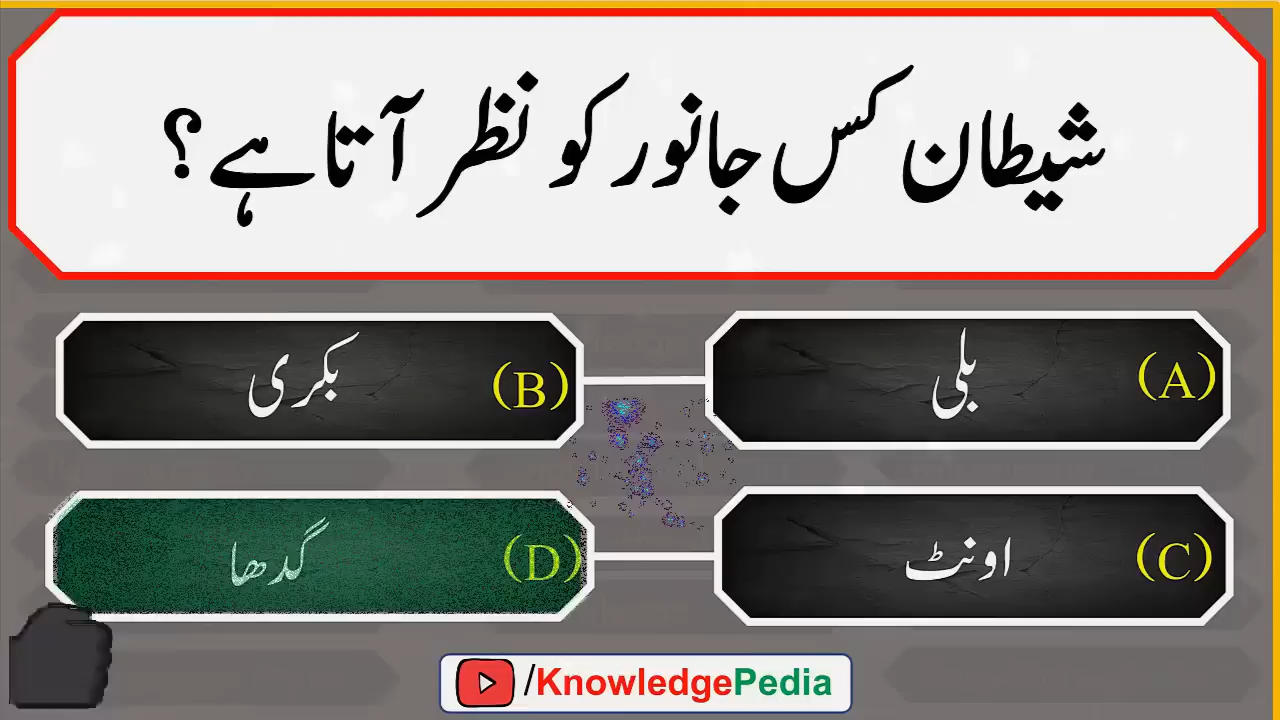 شیطان کس جانور کو نظر آتا ہے؟
(A) بلی
(B) بکری
(C) اونٹ
(D) گدھا
/KnowledgePedia